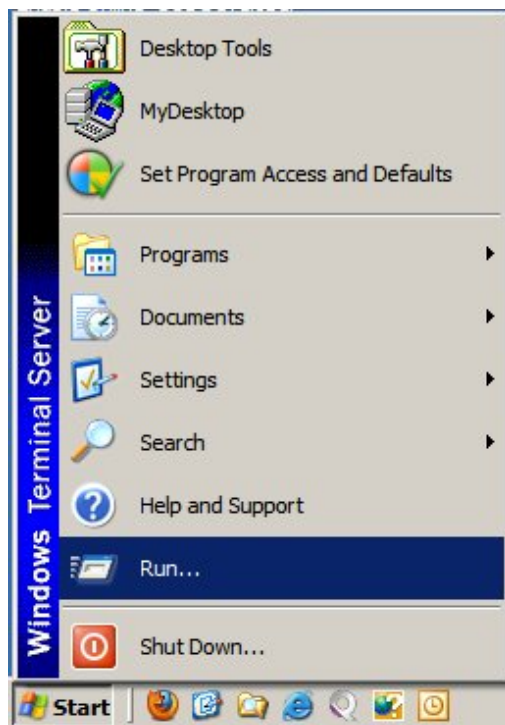 Desktop Tools
MyDesktop
Set Program Access and Defaults
Programs
Documents
Settings
Search
Help and Support
Run...
Shut Down...
Windows Terminal Server
Start